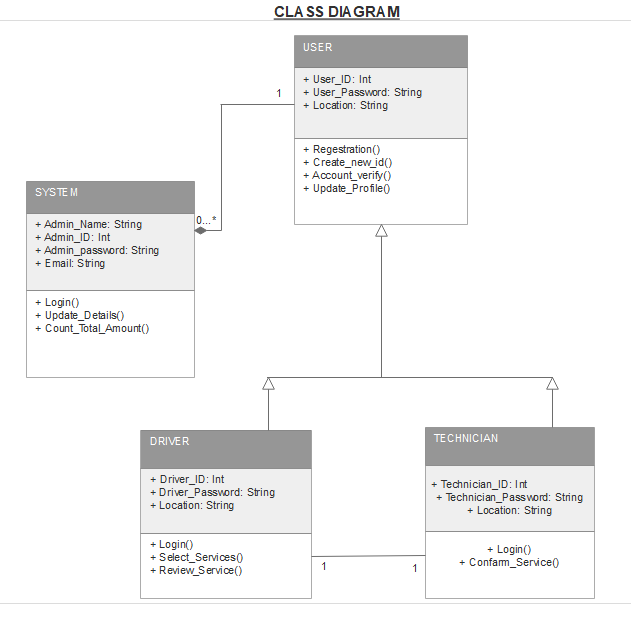 CLASS DIAGRAM
USER
+ User_ID: Int
+ User_Password: String
+ Location: String
+ Regestration()
+ Create_new_id()
+ Account_verify()
+ Update_Profile()
1
0...*
SYSTEM
+ Admin_Name: String
+ Admin_ID: Int
+ Admin_password: String
+ Email: String
+ Login()
+ Update_Details()
+ Count_Total_Amount()
DRIVER
+ Driver_ID: Int
+ Driver_Password: String
+ Location: String
+ Login()
+ Select_Services()
+ Review_Service()
1
1
TECHNICIAN
+ Technician_ID: Int
+ Technician_Password: String
+ Location: String
+ Login()
+ Confarm_Service()